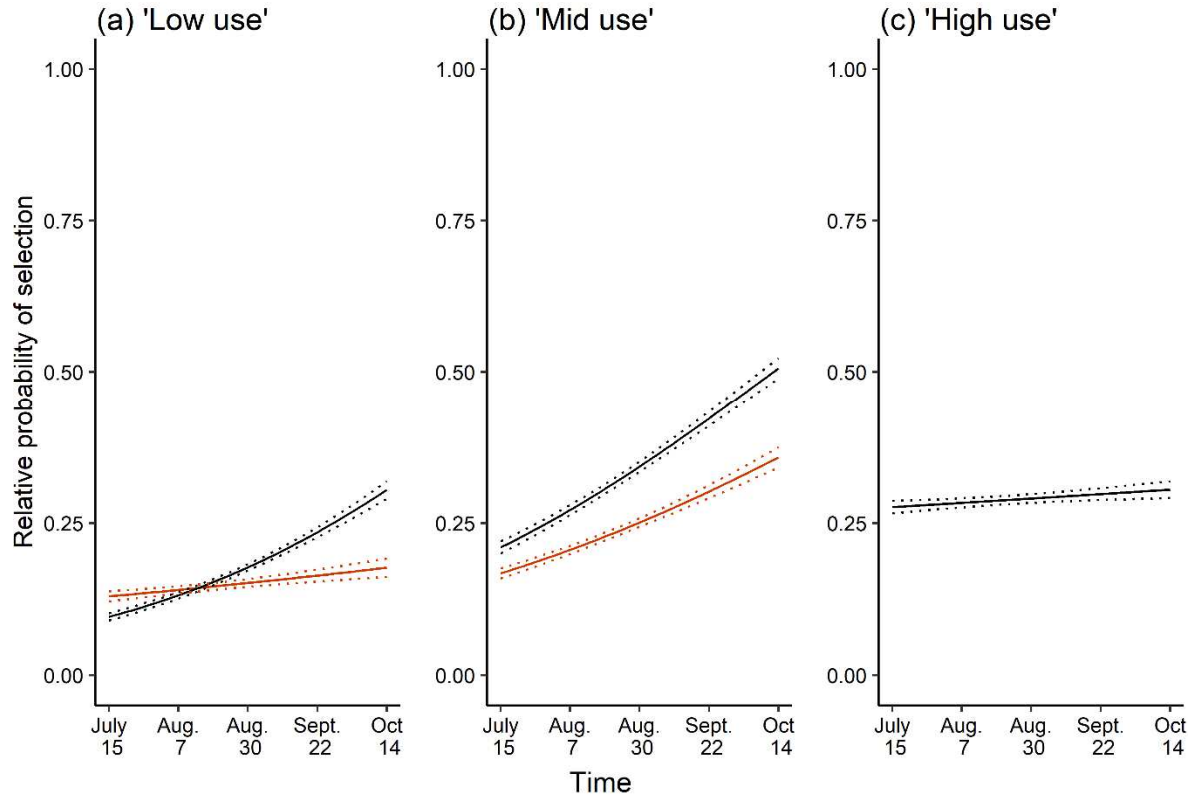 (a) 'Low use'
(b) 'Mid use'
(c) 'High use'
Relative probability of selection
1.00
0.75
0.50
0.25
0.00
1.00
0.75
0.50
0.25
0.00
1.00
0.75
0.50
0.25
0.00
July Aug. Aug. Sept. Oct
15 7 30 22 14
July Aug. Aug. Sept. Oct
15 7 30 22 14
July Aug. Aug. Sept. Oct
15 7 30 22 14
Time